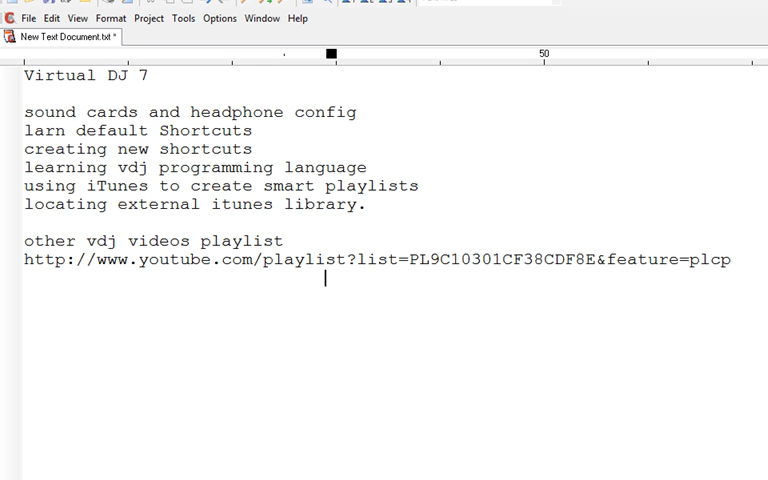 File Edit View Format Project Tools Options Window Help
New Text Document.txt *
50
Virtual DJ 7
sound cards and headphone config
larn default Shortcuts
creating new shortcuts
learning vdj programming language
using iTunes to create smart playlists
locating external itunes library.
other vdj videos playlist
http://www.youtube.com/playlist?list=PL9C10301CF38CDF8E&feature=plcp